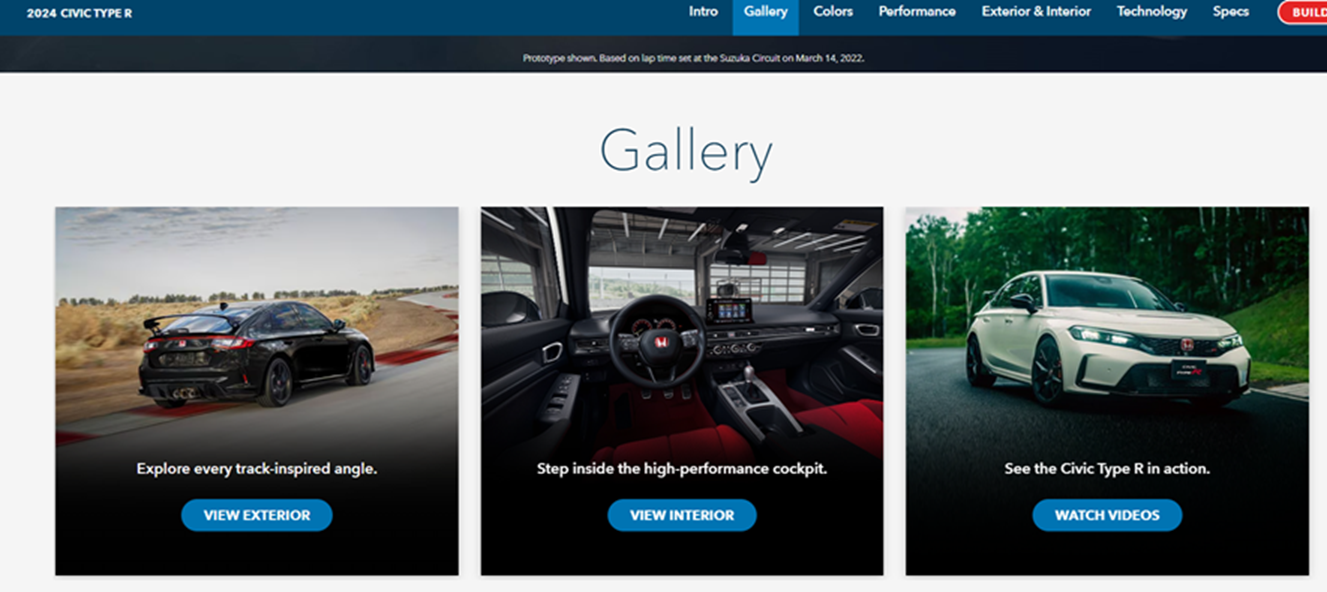 2024 CIVIC TYPE R
Intro Gallery Colors Performance Exterior & Interior Technology Specs BUILD
Prototype shown. Based on lap time set at the Suzuka Circuit on March 14, 2022.
Gallery
Explore every track-inspired angle.
VIEW EXTERIOR
Step inside the high-performance cockpit.
VIEW INTERIOR
See the Civic Type R in action.
WATCH VIDEOS